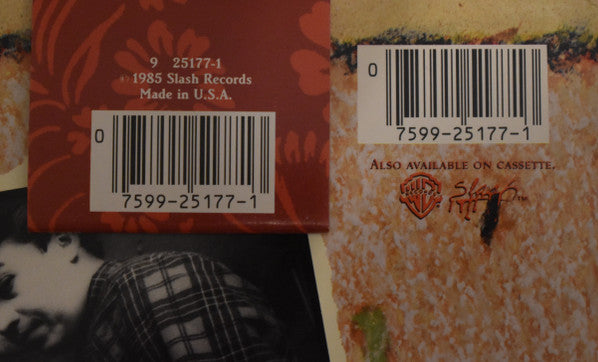 9 25177-1
℗1985 Slash Records
Made in U.S.A.
0
7599-25177-1
0
7599-25177-1
ALSO AVAILABLE ON CASSETTE.
Slash